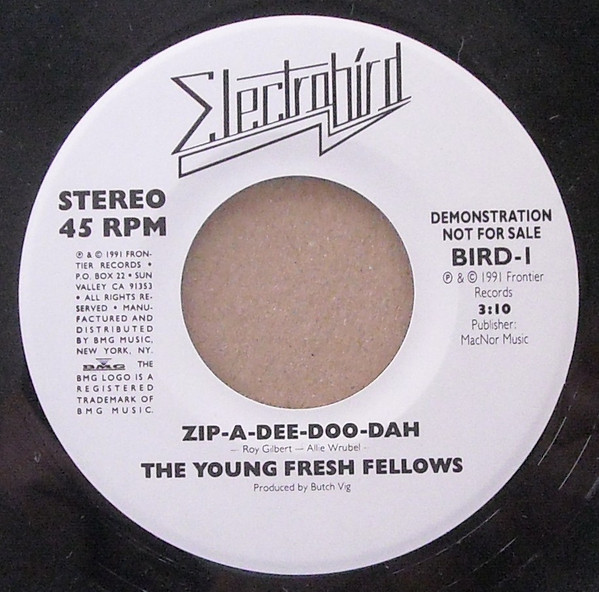 Electrobird
STEREO
45 RPM
℗ & © 1991 FRON-
TIER RECORDS •
P.O. BOX 22 • SUN
VALLEY CA 91353
• ALL RIGHTS RE-
SERVED • MANU-
FACTURED AND
DISTRIBUTED
BY BMG MUSIC,
NEW YORK, NY.
BMG THE
BMG LOGO IS A
REGISTERED
TRADEMARK OF
BMG MUSIC.
DEMONSTRATION
NOT FOR SALE
BIRD-1
℗ & © 1991 Frontier
Records
3:10
Publisher:
MacNor Music
ZIP-A-DEE-DOO-DAH
- Roy Gilbert — Allie Wrubel -
THE YOUNG FRESH FELLOWS
Produced by Butch Vig